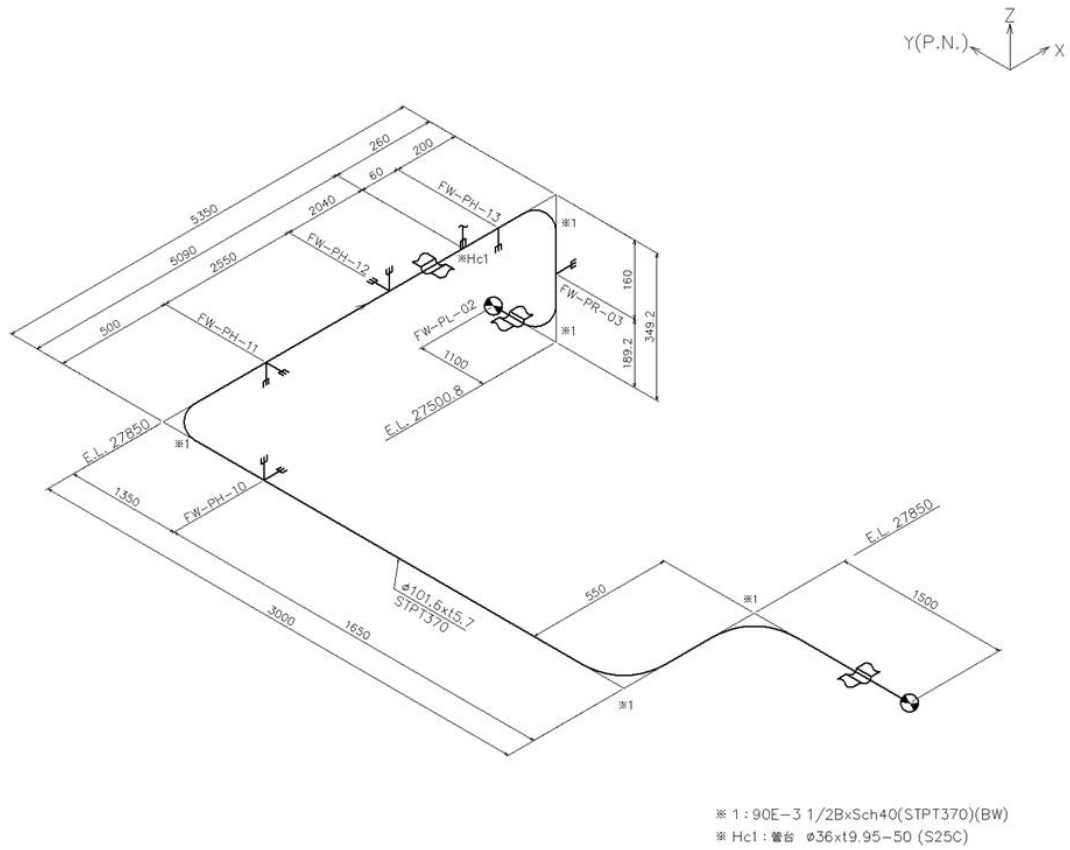 Z
Y(P.N.)
X
260
200
60
5350
2040
FW-PH-13
5090
2550
FW-PH-12
※1
※Hc1
160
500
FW-PH-11
FW-PL-02
FW-PR-03
349.2
※1
189.2
1100
E.L. 27500.8
E.L. 27850
※1
1350
FW-PH-10
E.L. 27850
φ101.6xt5.7
STPT370
550
※1
1500
3000
1650
※1
※ 1 : 90E-3 1/2BxSch40(STPT370)(BW)
※ Hc1 : 管台 φ36xt9.95-50 (S25C)